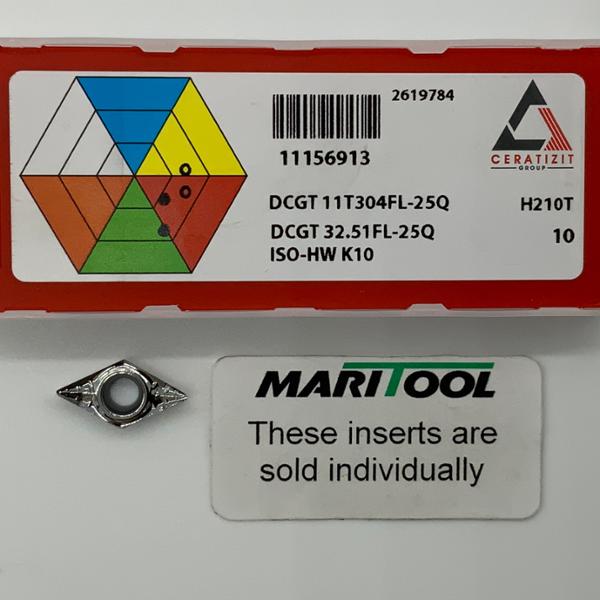 2619784
11156913
CERATIZIT
GROUP
DCGT 11T304FL-25Q
H210T
DCGT 32.51FL-25Q
10
ISO-HW K10
MARITOOL
These inserts are
sold individually